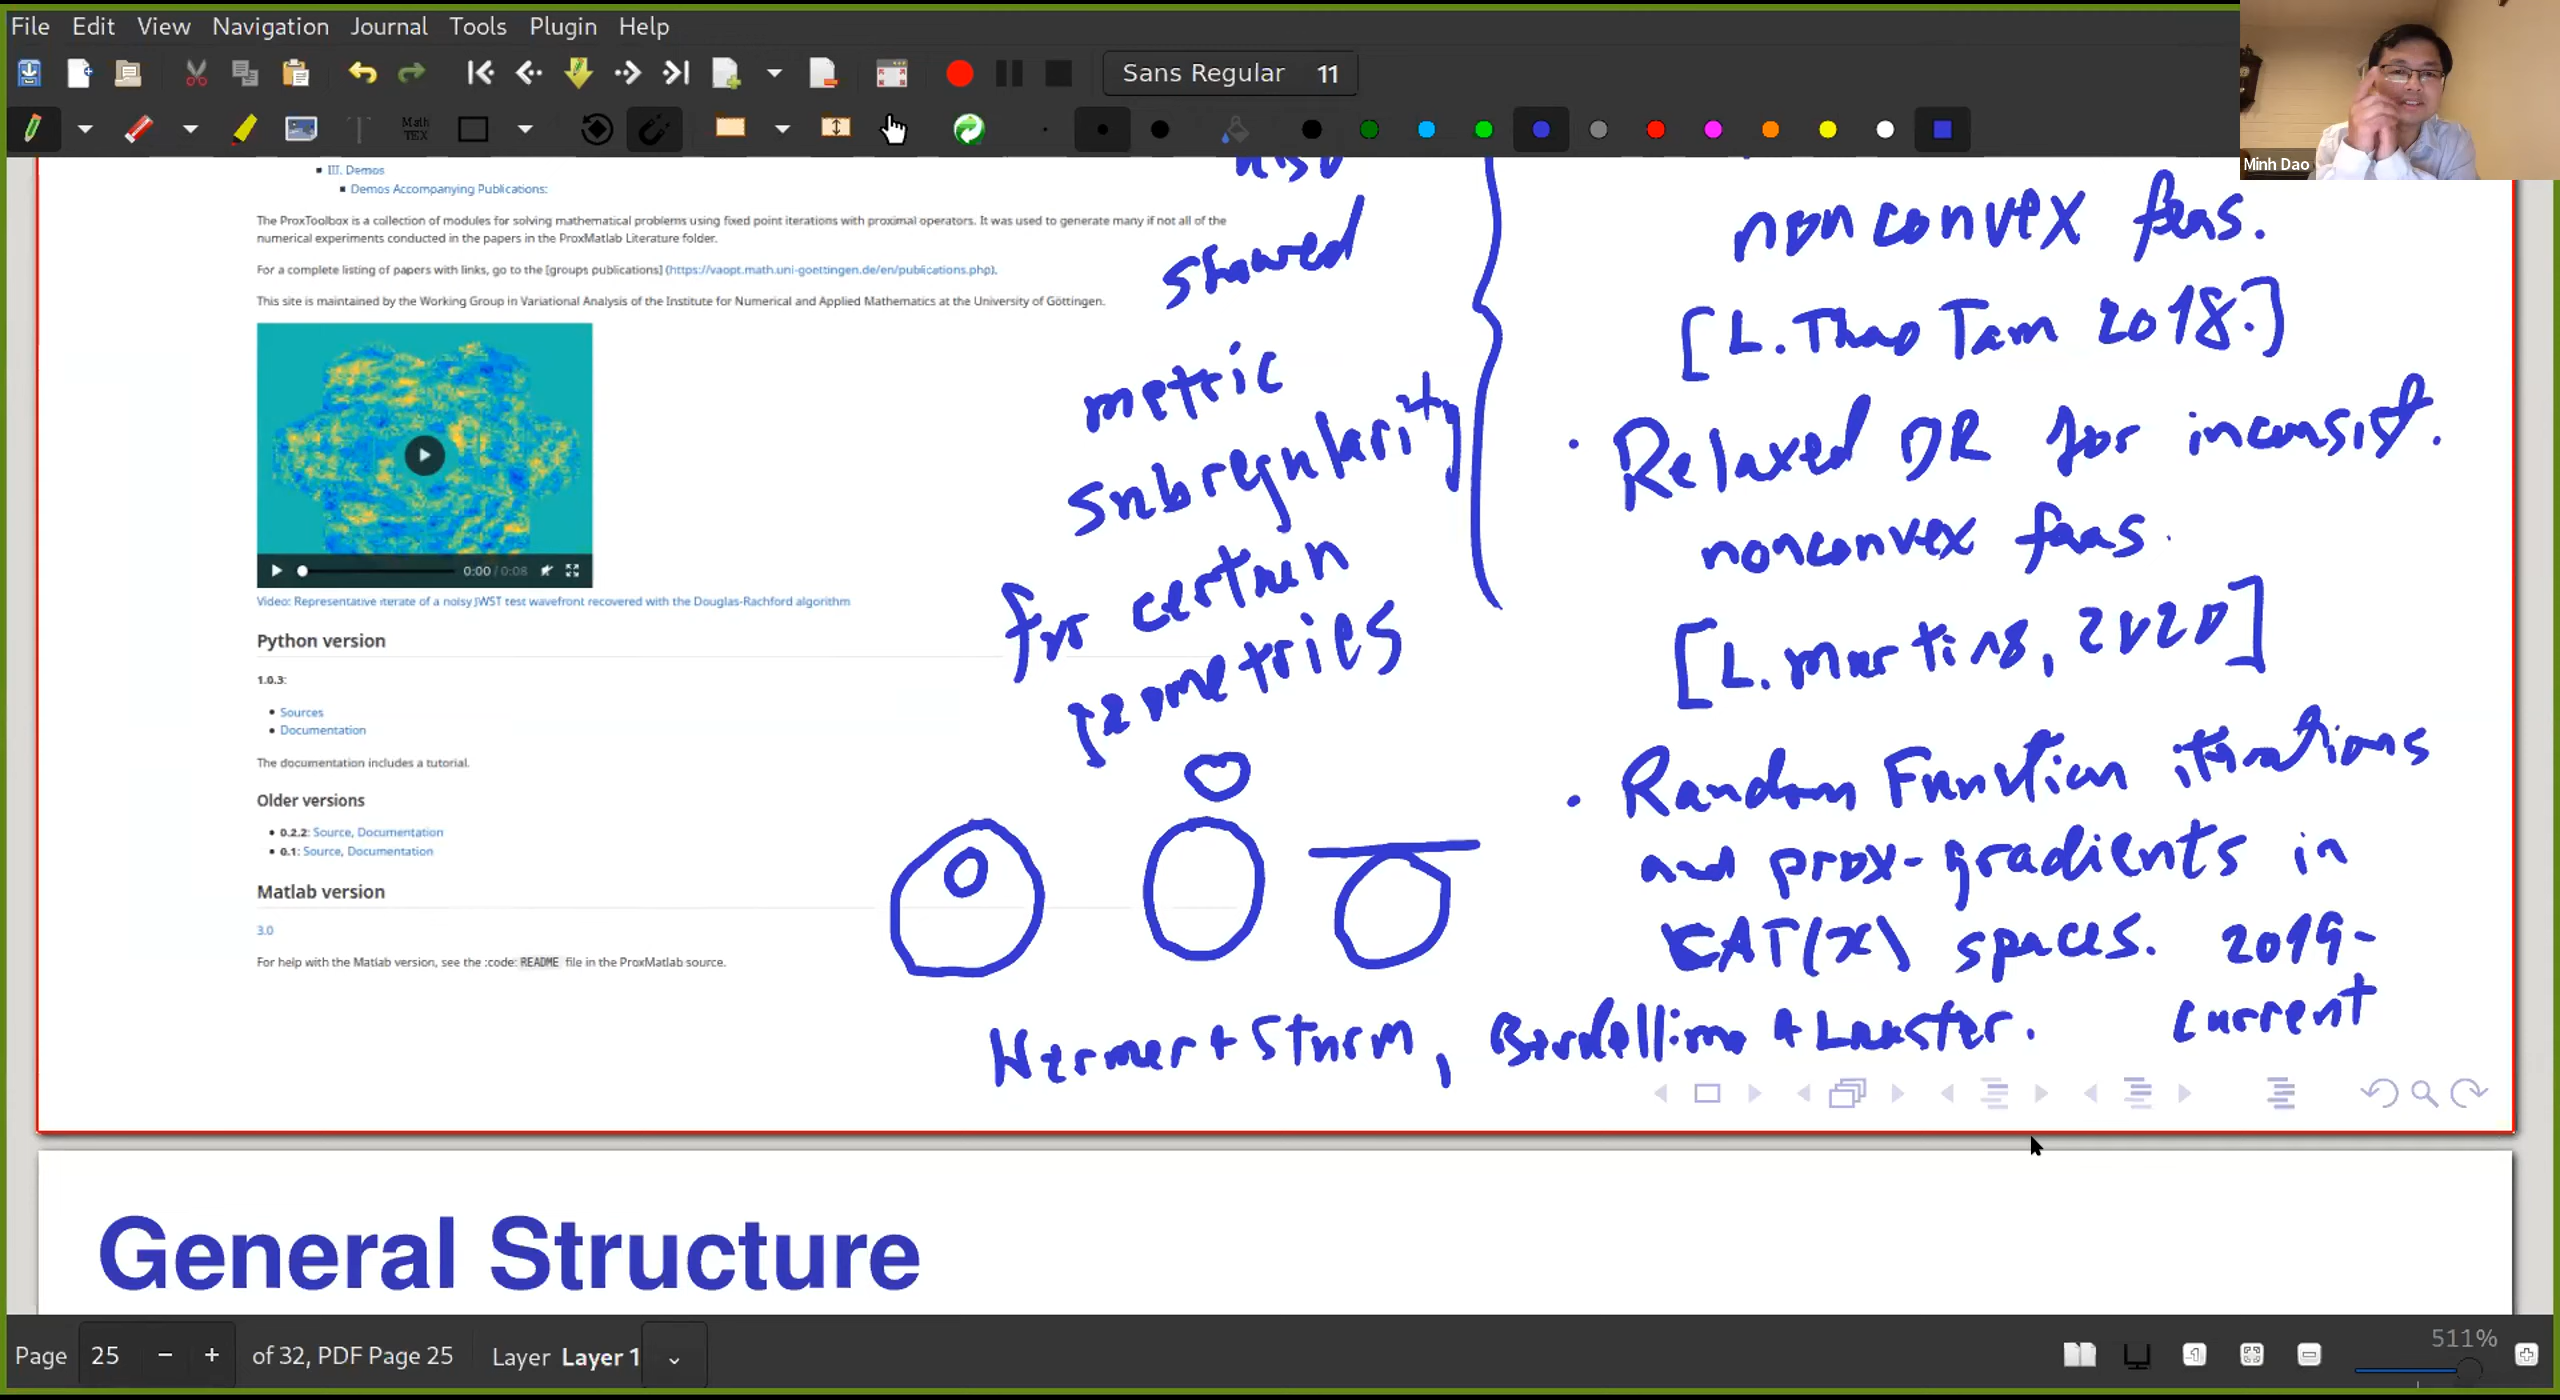 File Edit View Navigation Journal Tools Plugin Help
Sans Regular 11
Math
TEX
Minh Dao
III. Demos
Demos Accompanying Publications:
The ProxToolbox is a collection of modules for solving mathematical problems using fixed point iterations with proximal operators. It was used to generate many if not all of the
numerical experiments conducted in the papers in the ProxMatlab Literature folder.
For a complete listing of papers with links, go to the [groups publications] (https://vaopt.math.uni-goettingen.de/en/publications.php).
This site is maintained by the Working Group in Variational Analysis of the Institute for Numerical and Applied Mathematics at the University of Göttingen.
0:00 / 0:08
Video: Representative iterate of a noisy JWST test wavefront recovered with the Douglas-Rachford algorithm
Python version
1.0.3:
Sources
Documentation
The documentation includes a tutorial.
Older versions
0.2.2: Source, Documentation
0.1: Source, Documentation
Matlab version
3.0
For help with the Matlab version, see the :code: README file in the ProxMatlab source.
also
showed
metric
subregularity
for certain
geometries
nonconvex feas.
[L. Thao Tam 2018.]
• Relaxed DR for inconsist.
nonconvex feas.
[L. Martins, 2020]
• Random Function iterations
and prox-gradients in
CAT(x) spaces. 2019-
current
Hermer + Sturm, Berdellima + Lauster.
General Structure
Page 25 - + of 32, PDF Page 25 Layer Layer 1
511%